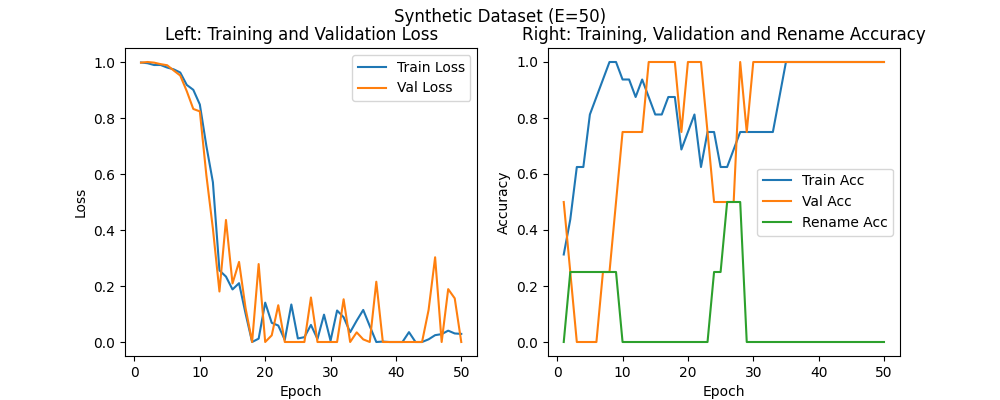 Synthetic Dataset (E=50)
Left: Training and Validation Loss
Train Loss
Val Loss
1.0
0.8
0.6
0.4
0.2
0.0
Loss
0 10 20 30 40 50
Epoch
Right: Training, Validation and Rename Accuracy
1.0
0.8
0.6
0.4
0.2
0.0
Accuracy
Train Acc
Val Acc
Rename Acc
0 10 20 30 40 50
Epoch